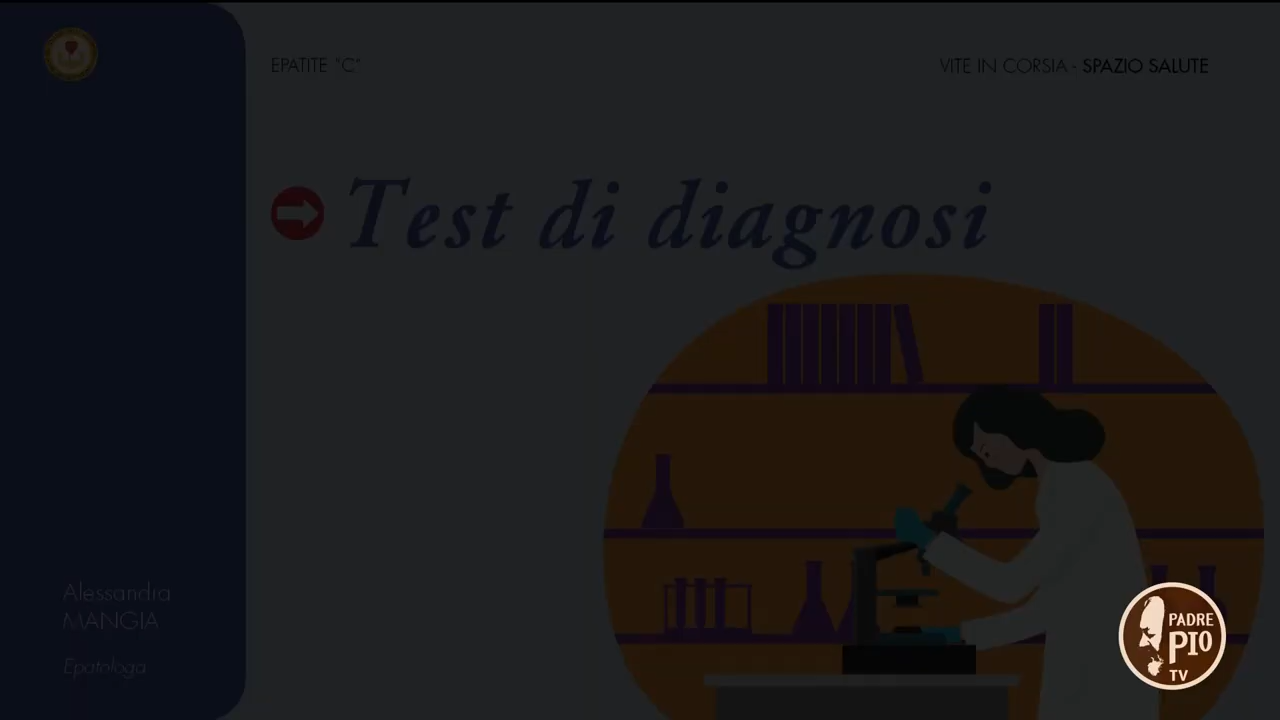 EPATITE "C"
VITE IN CORSIA - SPAZIO SALUTE
Test di diagnosi
Alessandra
MANGIA
Epatologa
PADRE
PIO
TV